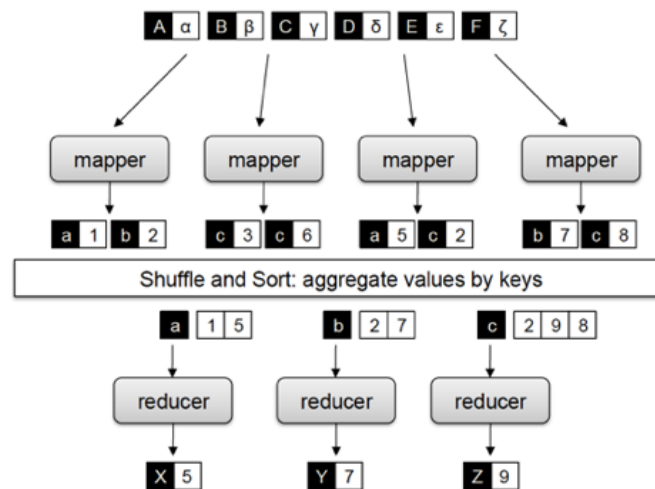 A α B β C γ D δ E ε F ζ
mapper mapper mapper mapper
a 1 b 2 c 3 c 6 a 5 c 2 b 7 c 8
Shuffle and Sort: aggregate values by keys
a 1 5 b 2 7 c 2 9 8
reducer reducer reducer
X 5 Y 7 Z 9